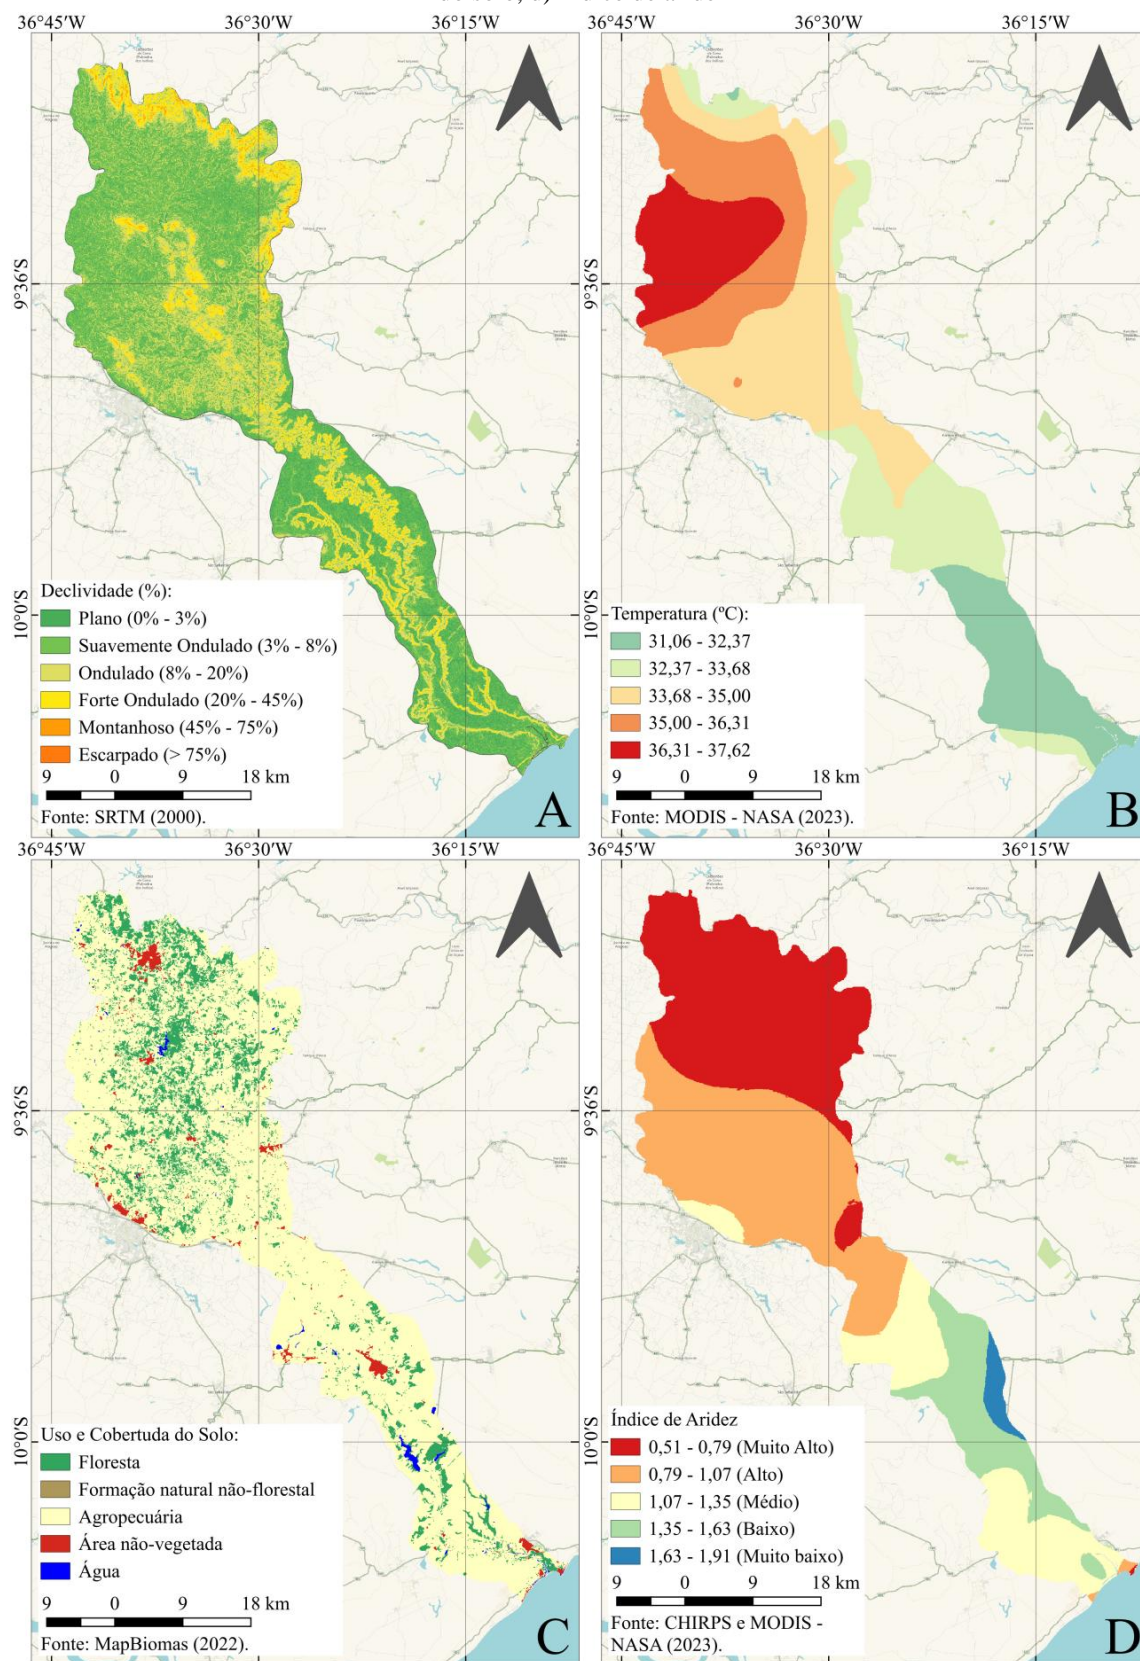 36°45'W 36°30'W 36°15'W 36°45'W 36°30'W 36°15'W
9°36'S
10°0'S
Declividade (%):
Plano (0% - 3%)
Suavemente Ondulado (3% - 8%)
Ondulado (8% - 20%)
Forte Ondulado (20% - 45%)
Montanhoso (45% - 75%)
Escarpado (> 75%)
9 0 9 18 km
Fonte: SRTM (2000).
A
9°36'S
10°0'S
Temperatura (ºC):
31,06 - 32,37
32,37 - 33,68
33,68 - 35,00
35,00 - 36,31
36,31 - 37,62
9 0 9 18 km
Fonte: MODIS - NASA (2023).
B
36°45'W 36°30'W 36°15'W 36°45'W 36°30'W 36°15'W
9°36'S
10°0'S
Uso e Cobertuda do Solo:
Floresta
Formação natural não-florestal
Agropecuária
Área não-vegetada
Água
9 0 9 18 km
Fonte: MapBiomas (2022).
C
9°36'S
10°0'S
Índice de Aridez
0,51 - 0,79 (Muito Alto)
0,79 - 1,07 (Alto)
1,07 - 1,35 (Médio)
1,35 - 1,63 (Baixo)
1,63 - 1,91 (Muito baixo)
9 0 9 18 km
Fonte: CHIRPS e MODIS -
NASA (2023).
D